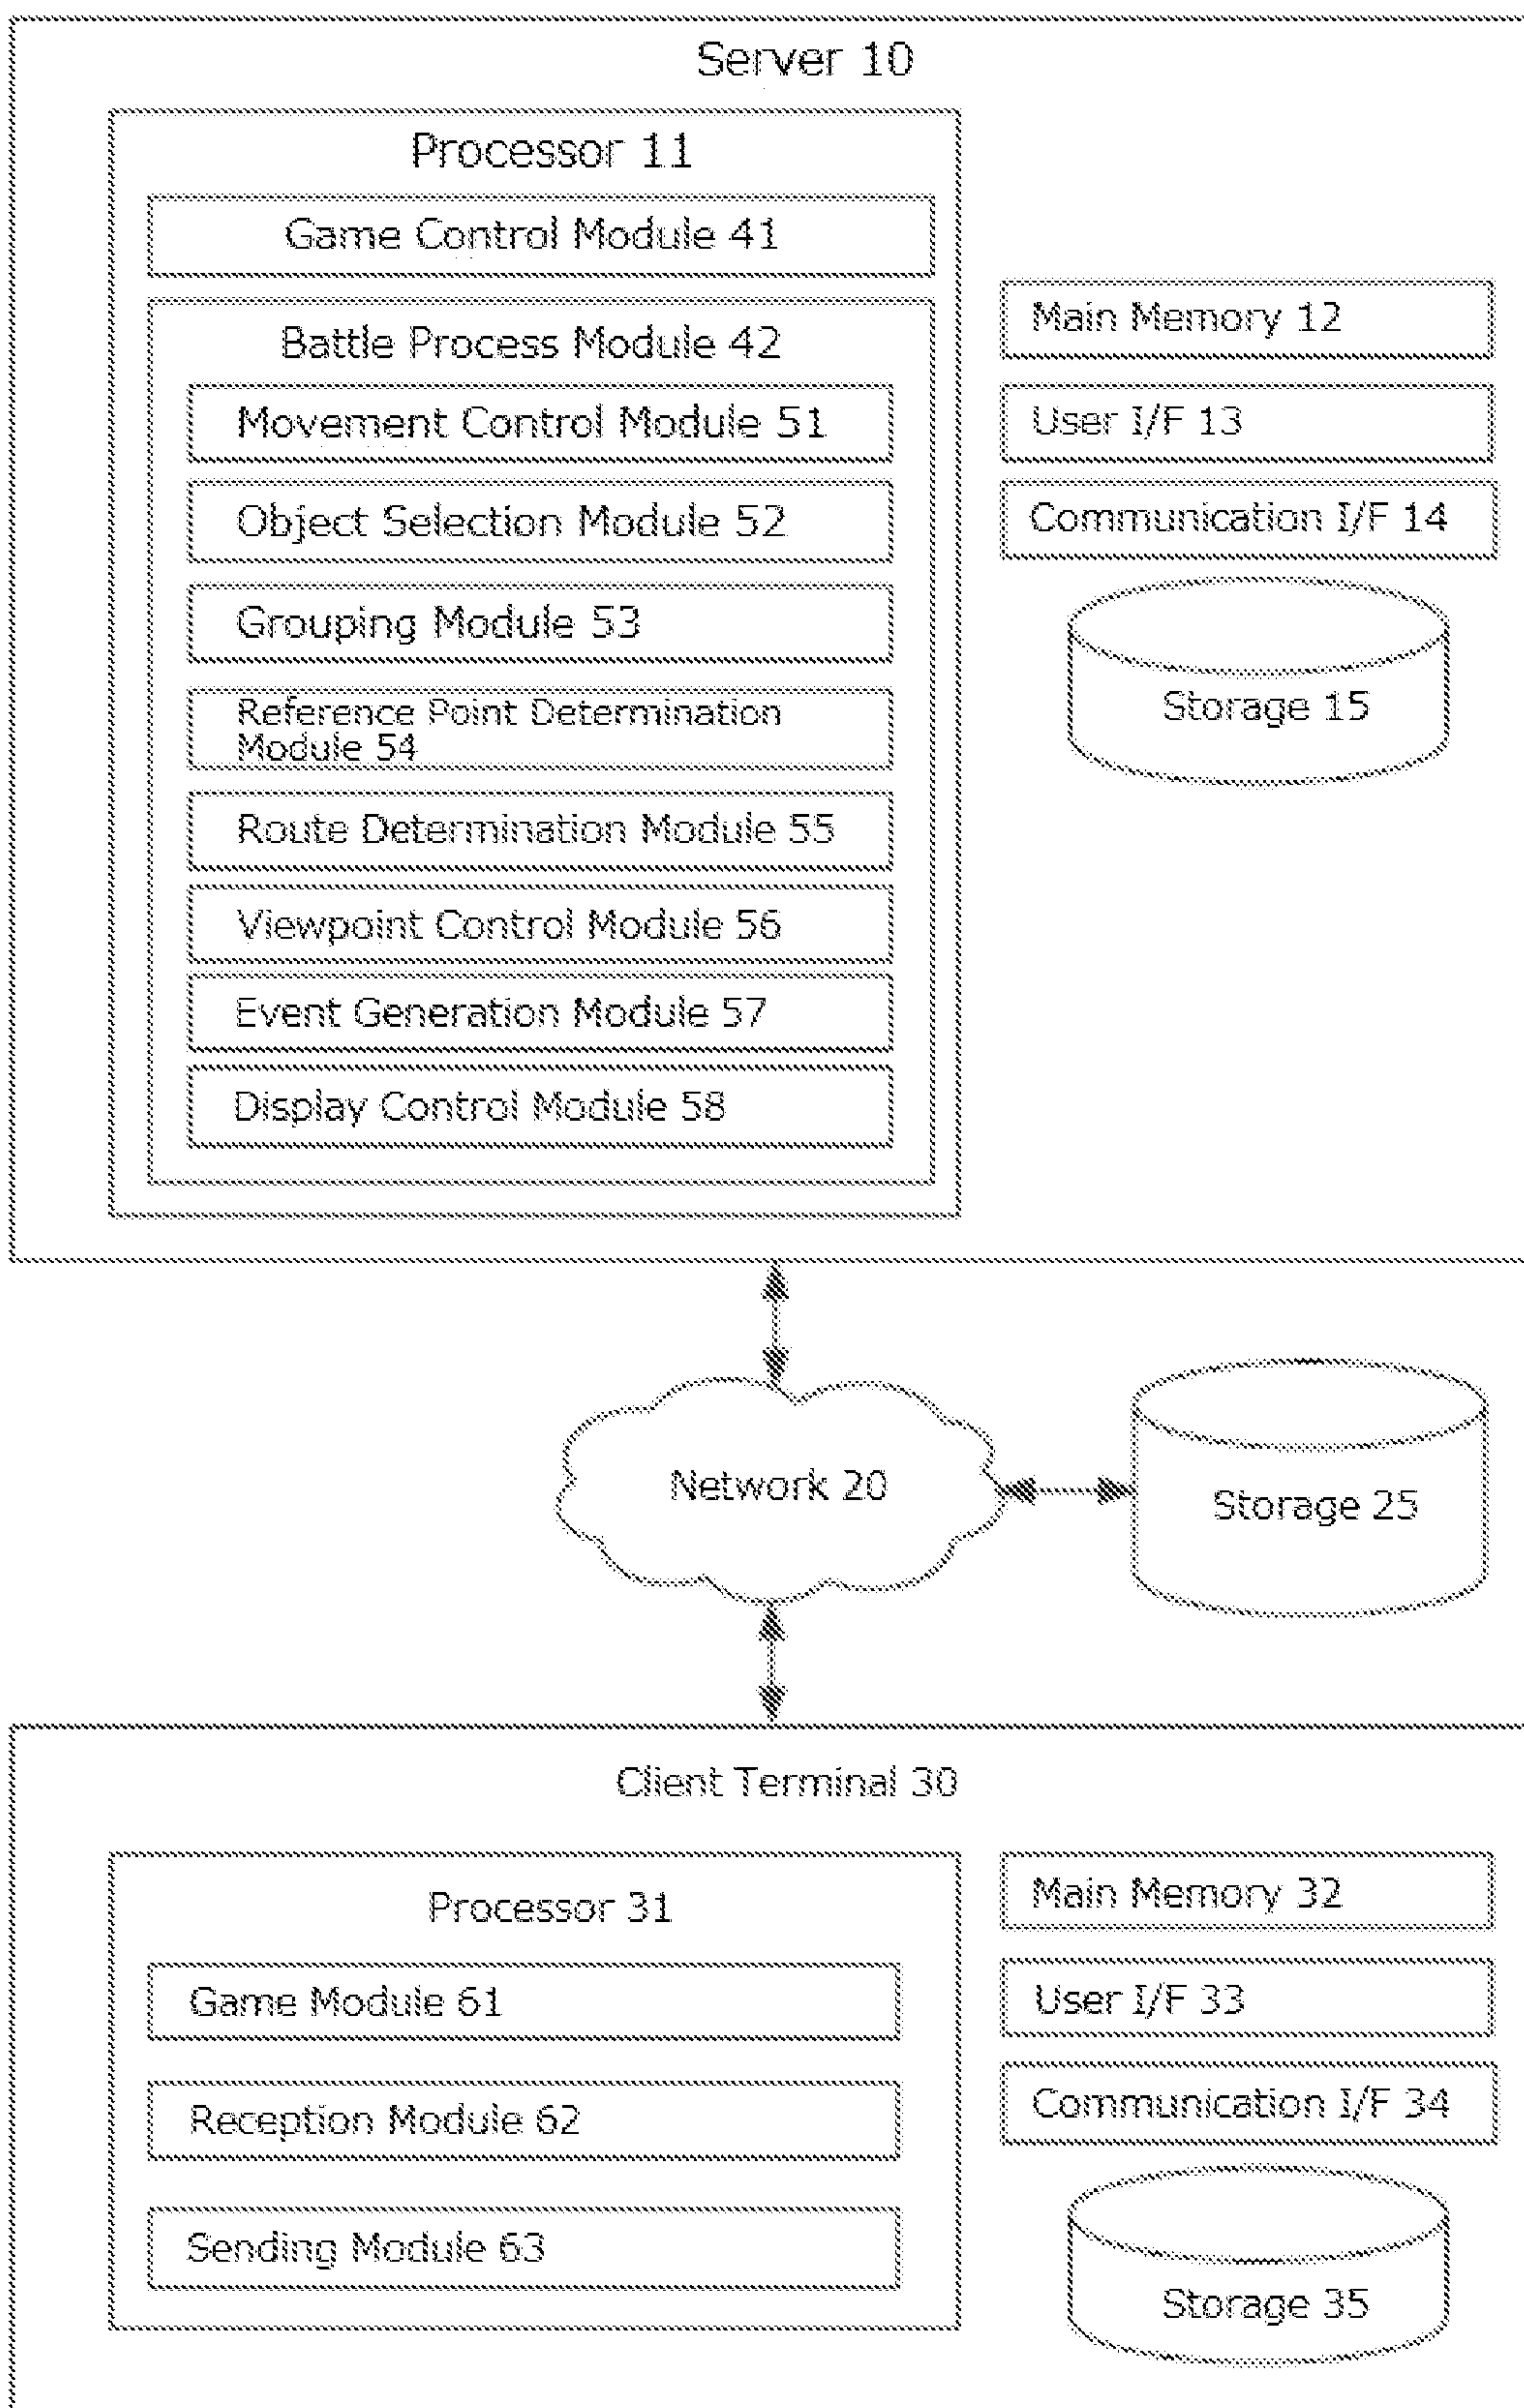 Server 10
Processor 11
Game Control Module 41
Battle Process Module 42
Movement Control Module 51
Object Selection Module 52
Grouping Module 53
Reference Point Determination
Module 54
Route Determination Module 55
Viewpoint Control Module 56
Event Generation Module 57
Display Control Module 58
Main Memory 12
User I/F 13
Communication I/F 14
Storage 15
Network 20
Storage 25
Client Terminal 30
Processor 31
Game Module 61
Reception Module 62
Sending Module 63
Main Memory 32
User I/F 33
Communication I/F 34
Storage 35